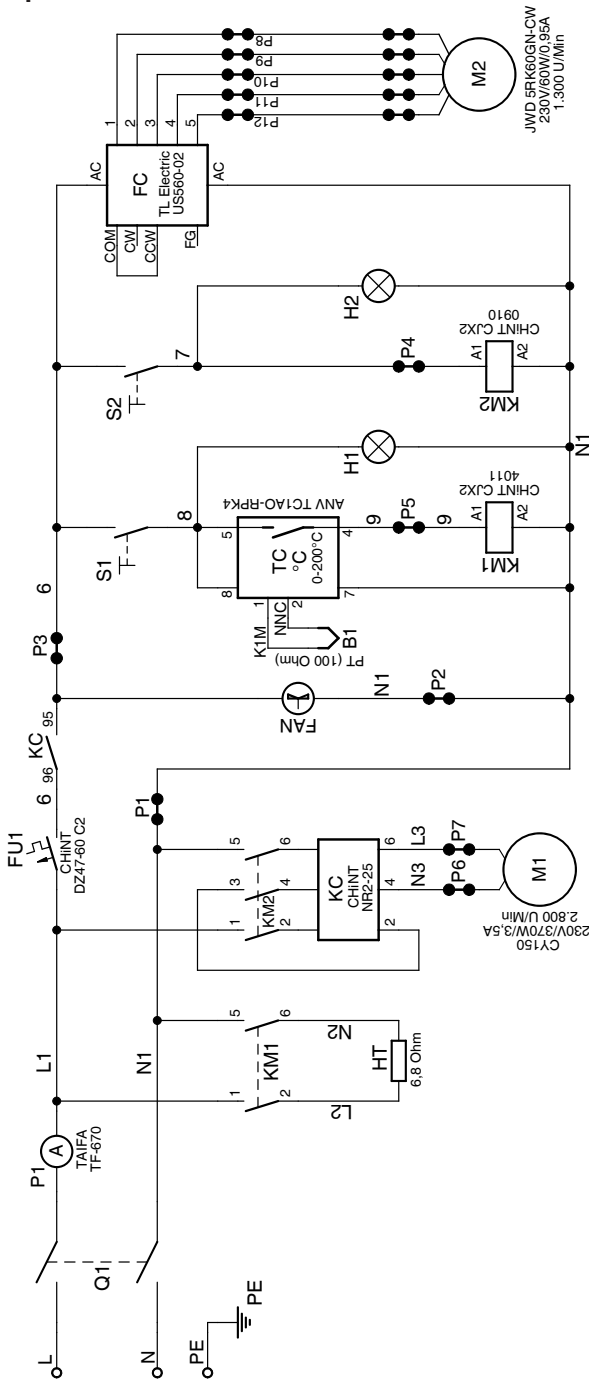 L
N
PE
PE
Q1
P1
A
TAIFA
TF-670
L1
N1
KM1
1
2
5
6
L2
N2
HT
6,8 Ohm
FU1
CHiNT
DZ47-60 C2
6
96
KC
95
P1
1
3
5
KM2
2
4
6
KC
CHiNT
NR2-25
2
4
6
N3
L3
P6
P7
M1
CY150
230V/370W/3,5A
2.800 U/Min
P3
6
FAN
N1
P2
S1
8
8
5
TC
°C
0-200°C
1
2
7
4
ANV TC1AO-RPK4
K1M
NNC
B1
PT (100 Ohm)
9
P5
9
A1
A2
KM1
CHiNT CJX2
4011
H1
N1
S2
7
P4
A1
A2
KM2
CHiNT CJX2
0910
H2
COM
CW
CCW
FG
AC
AC
FC
TL Electric
US560-02
1
2
3
4
5
P8
P9
P10
P11
P12
M2
JWD 5RK60GN-CW
230V/60W/0,95A
1.300 U/Min